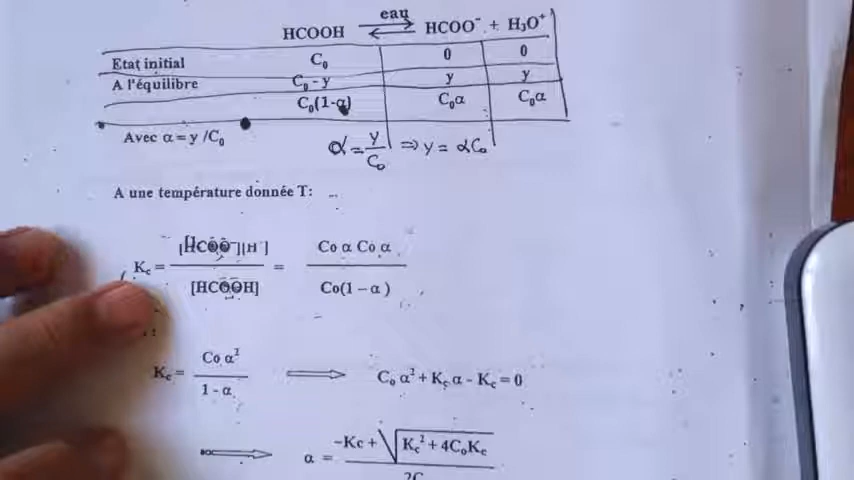 eau
HCOOH ⇌ HCOO⁻ + H₃O⁺
Etat initial C₀ 0 0
A l'équilibre C₀ - y y y
C₀(1-α) C₀α C₀α
Avec α = y /C₀
α = y/C₀ ⇒ y = αC₀
A une température donnée T:
K꜀ = [HCOO⁻][H⁺] / [HCOOH] = Co α Co α / Co(1 - α )
K꜀ = Co α² / 1 - α ⟹ C₀ α² + K꜀ α - K꜀ = 0
⟹ α = -Kc + √(K꜀² + 4C₀K꜀) / 2C